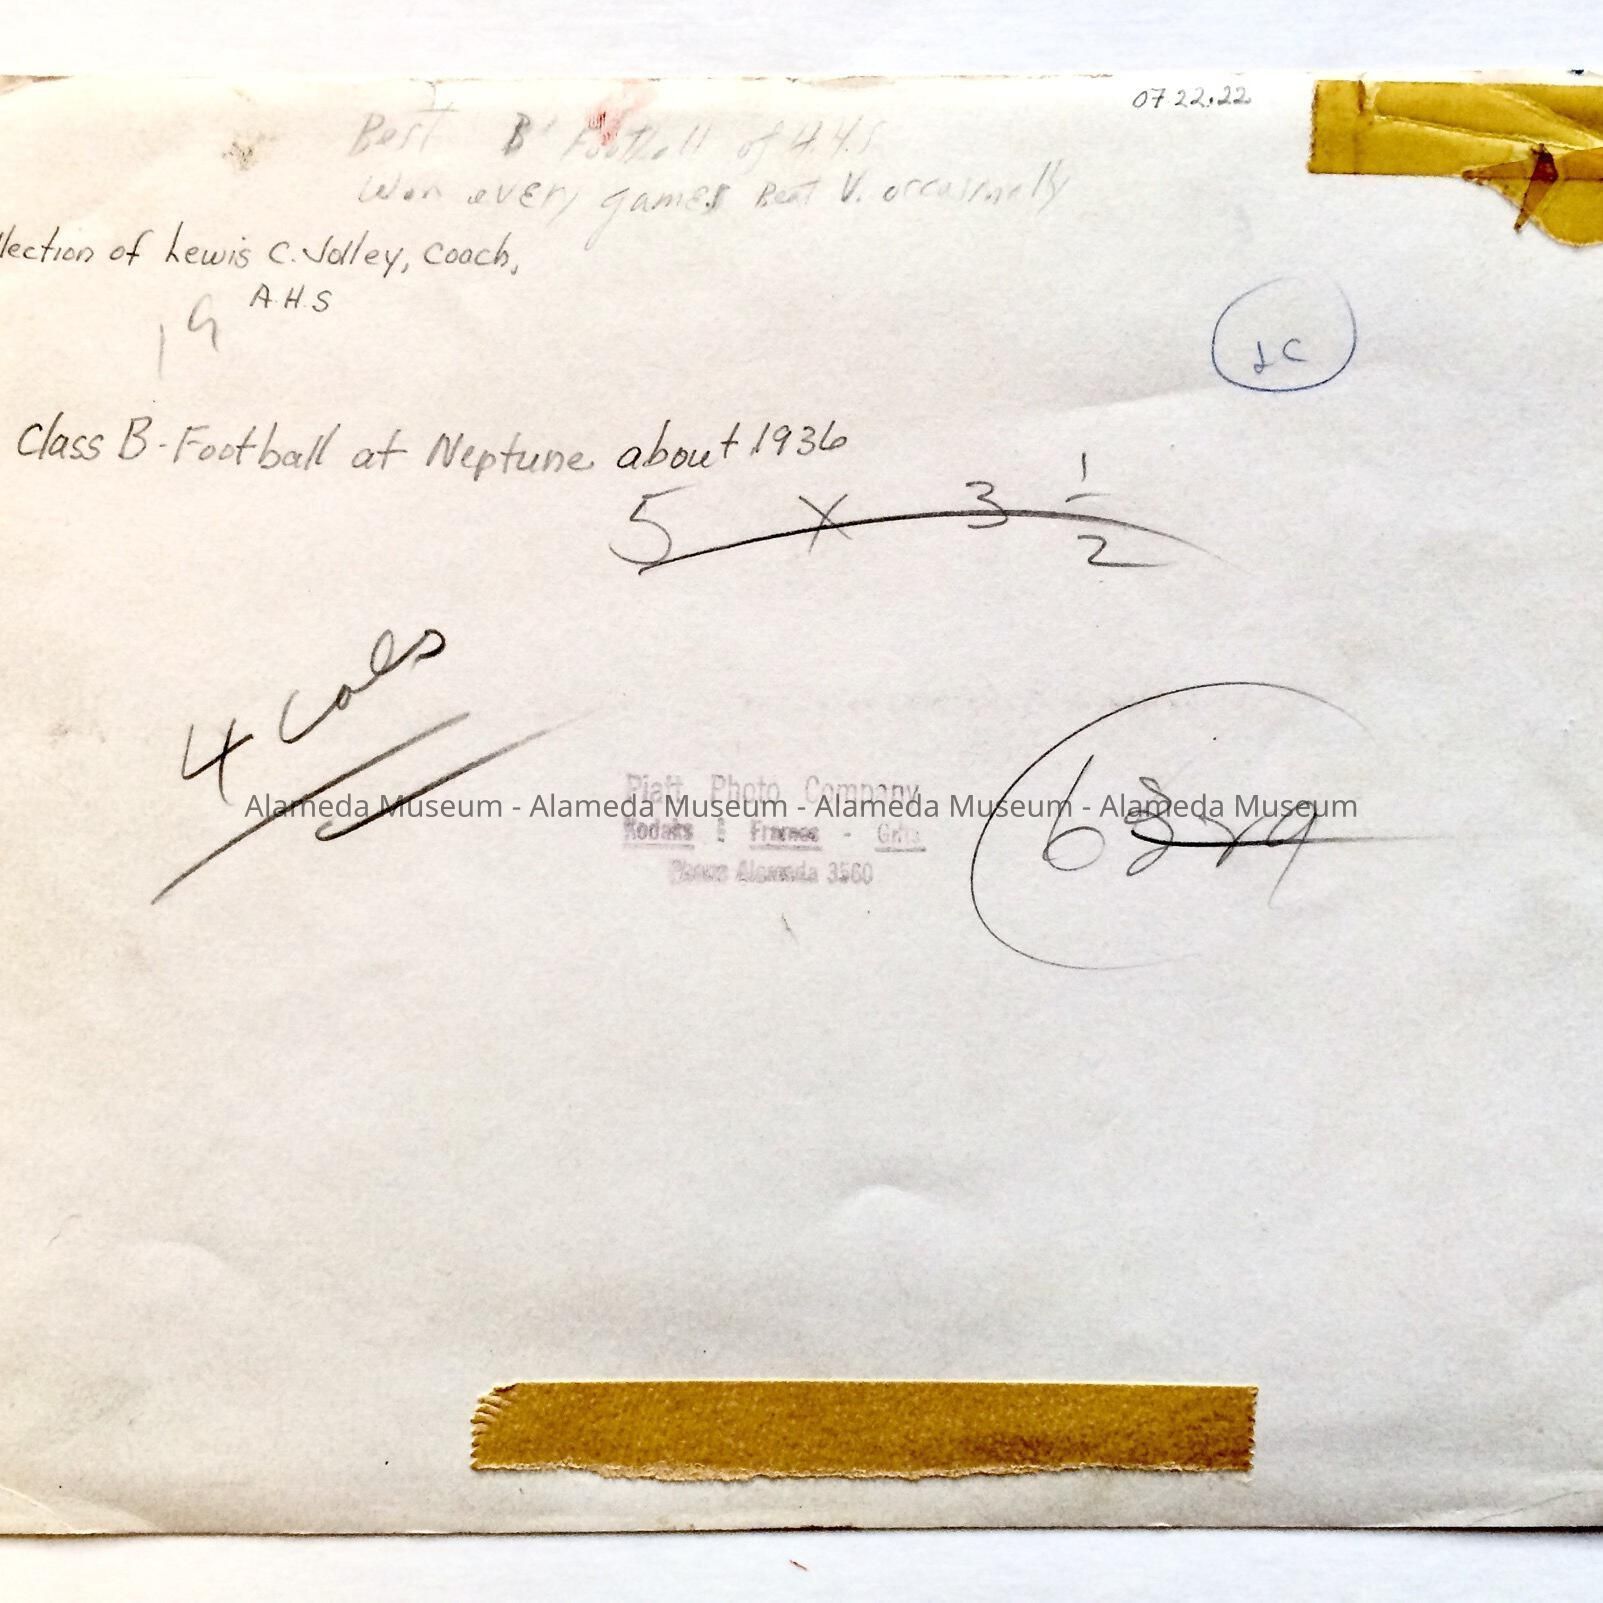 07.22.22
Best B' Football of A.H.S
Won every games Beat V. occasionally
llection of Lewis C. Jolley, Coach,
A.H.S
19
LC
Class B - Football at Neptune about 1936
5 x 3 1/2
4 Cols
Piatt Photo Company
Kodaks : Frames - Gifts
Phone Alameda 3560
Alameda Museum - Alameda Museum - Alameda Museum - Alameda Museum